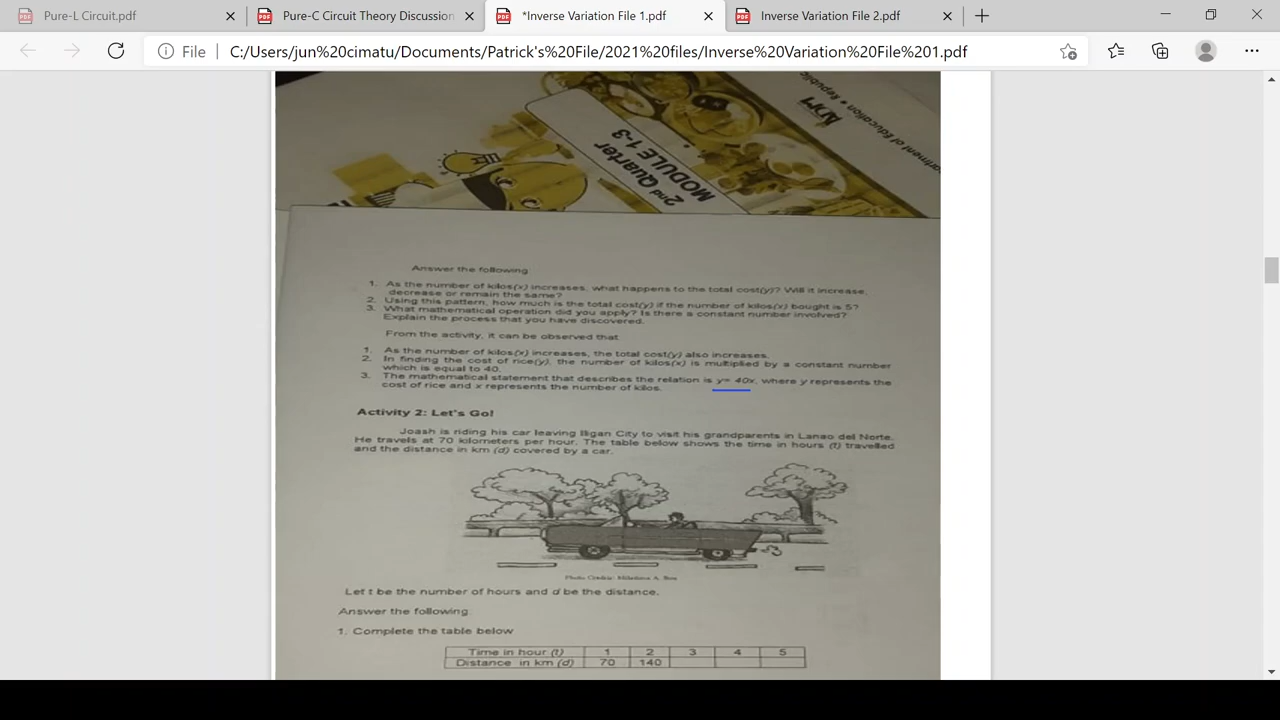 Pure-L Circuit.pdf
Pure-C Circuit Theory Discussion
*Inverse Variation File 1.pdf
Inverse Variation File 2.pdf
File
C:/Users/jun%20cimatu/Documents/Patrick's%20File/2021%20files/Inverse%20Variation%20File%201.pdf
artment of Education • Republic
2nd Quarter
MODULE 1-3
Answer the following
1. As the number of kilos(x) increases, what happens to the total cost(y)? Will it increase,
decrease or remain the same?
2. Using this pattern, how much is the total cost(y) if the number of kilos(x) bought is 5?
3. What mathematical operation did you apply? Is there a constant number involved?
Explain the process that you have discovered.
From the activity, it can be observed that
1. As the number of kilos(x) increases, the total cost(y) also increases.
2. In finding the cost of rice(y), the number of kilos(x) is multiplied by a constant number
which is equal to 40.
3. The mathematical statement that describes the relation is y= 40x, where y represents the
cost of rice and x represents the number of kilos.
Activity 2: Let's Go!
Joash is riding his car leaving Iligan City to visit his grandparents in Lanao del Norte.
He travels at 70 kilometers per hour. The table below shows the time in hours (t) travelled
and the distance in km (d) covered by a car.
Photo Credits:
Let t be the number of hours and d be the distance.
Answer the following.
1. Complete the table below
Time in hour (t) 1 2 3 4 5
Distance in km (d) 70 140